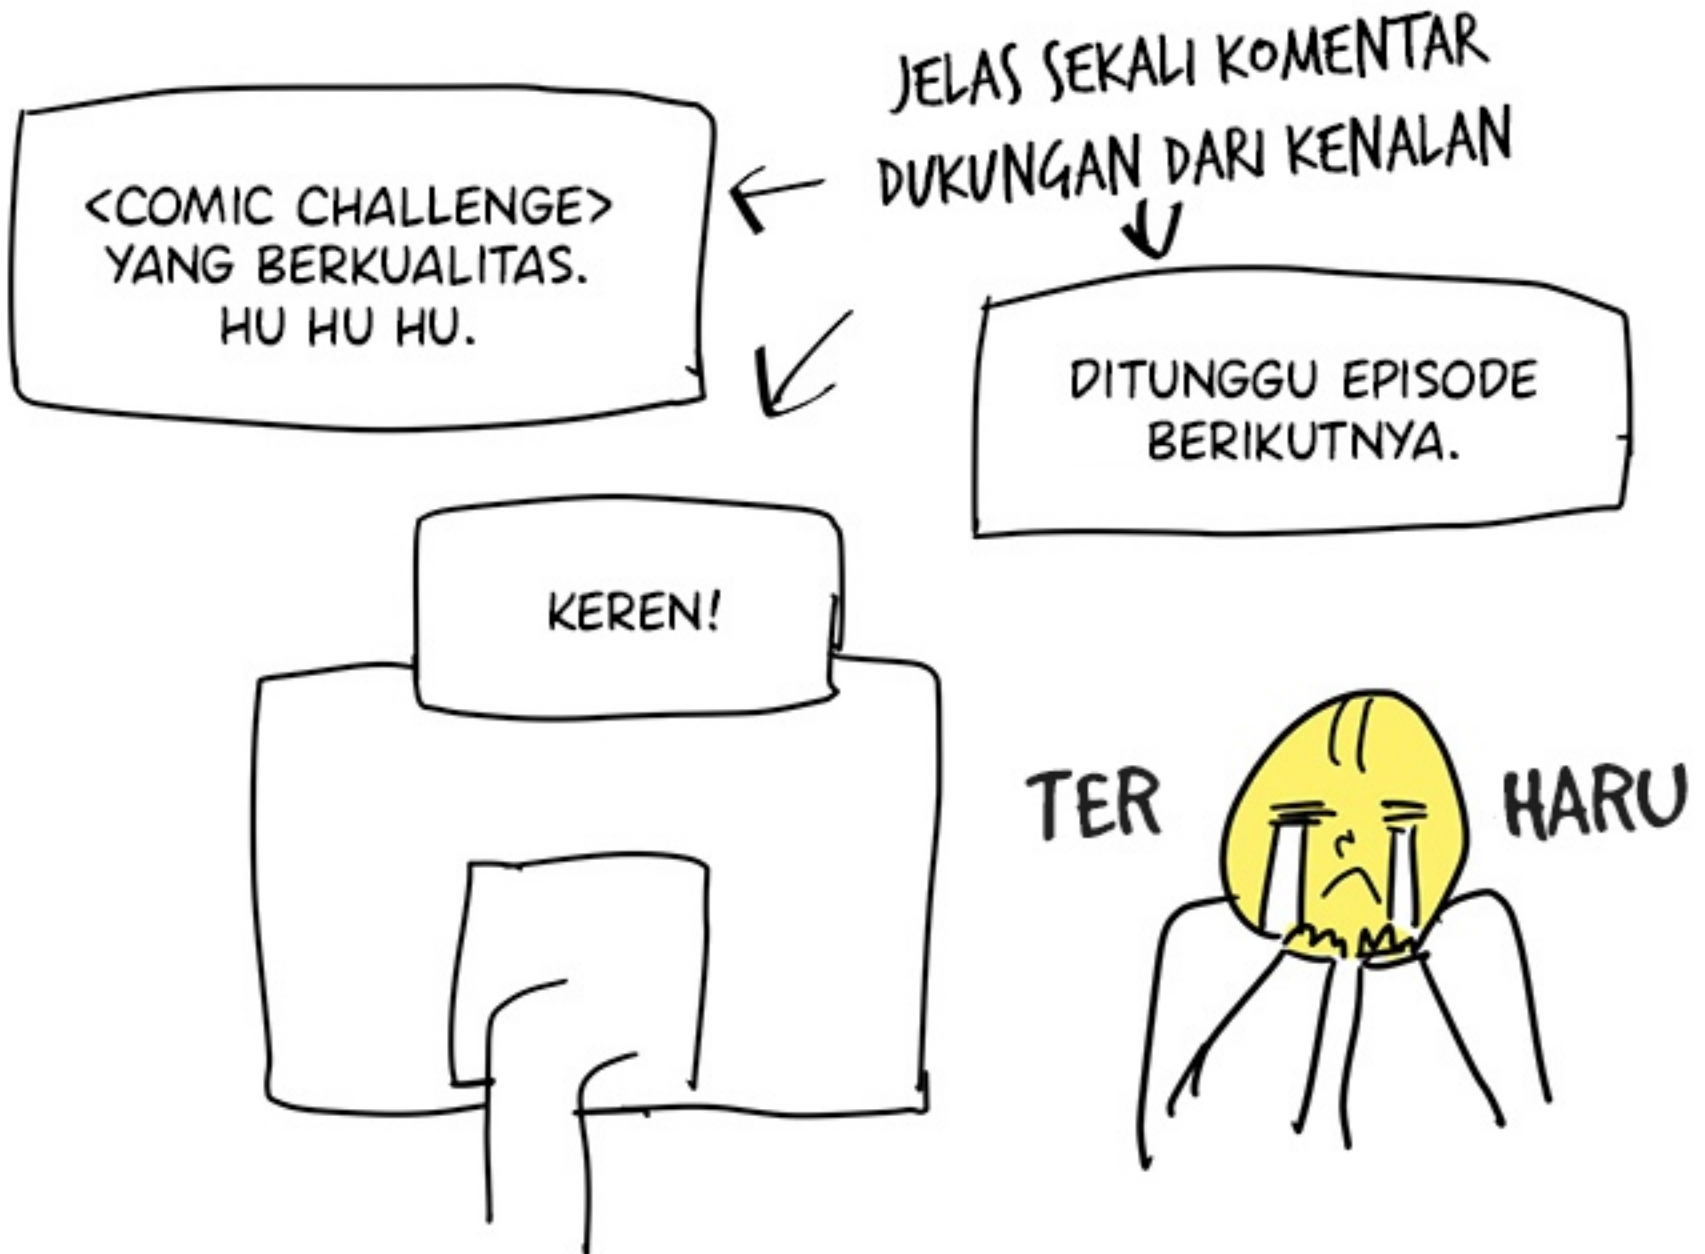 JELAS SEKALI KOMENTAR
DUKUNGAN DARI KENALAN
<COMIC CHALLENGE>
YANG BERKUALITAS.
HU HU HU.
DITUNGGU EPISODE
BERIKUTNYA.
KEREN!
TER HARU